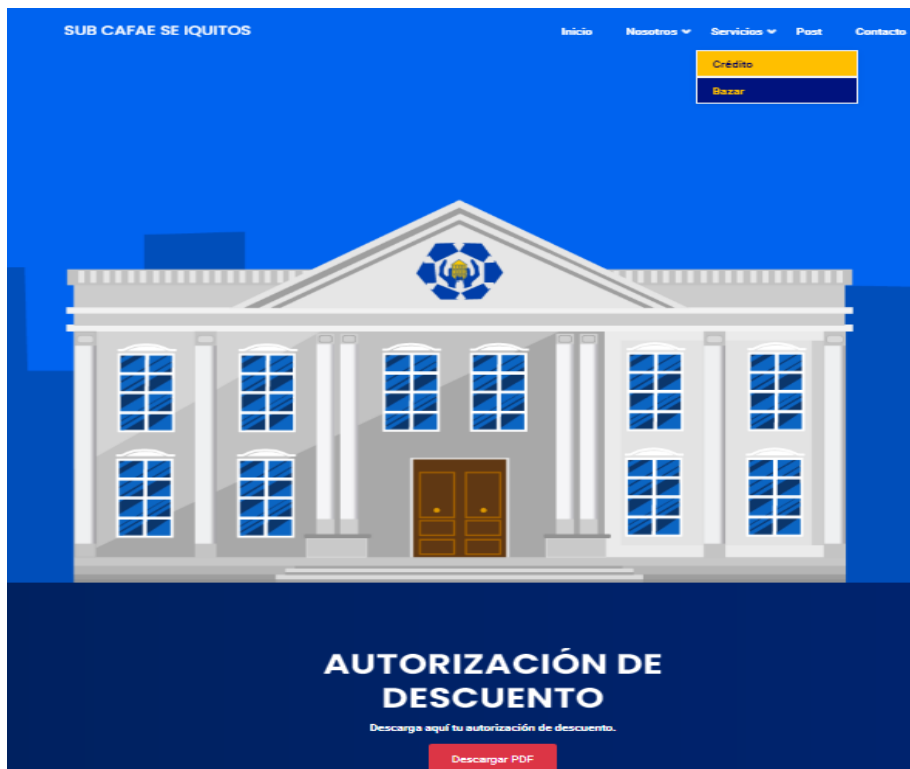 SUB CAFAE SE IQUITOS
Inicio Nosotros Servicios Post Contacto
Crédito
Bazar
AUTORIZACIÓN DE
DESCUENTO
Descarga aquí tu autorización de descuento.
Descargar PDF